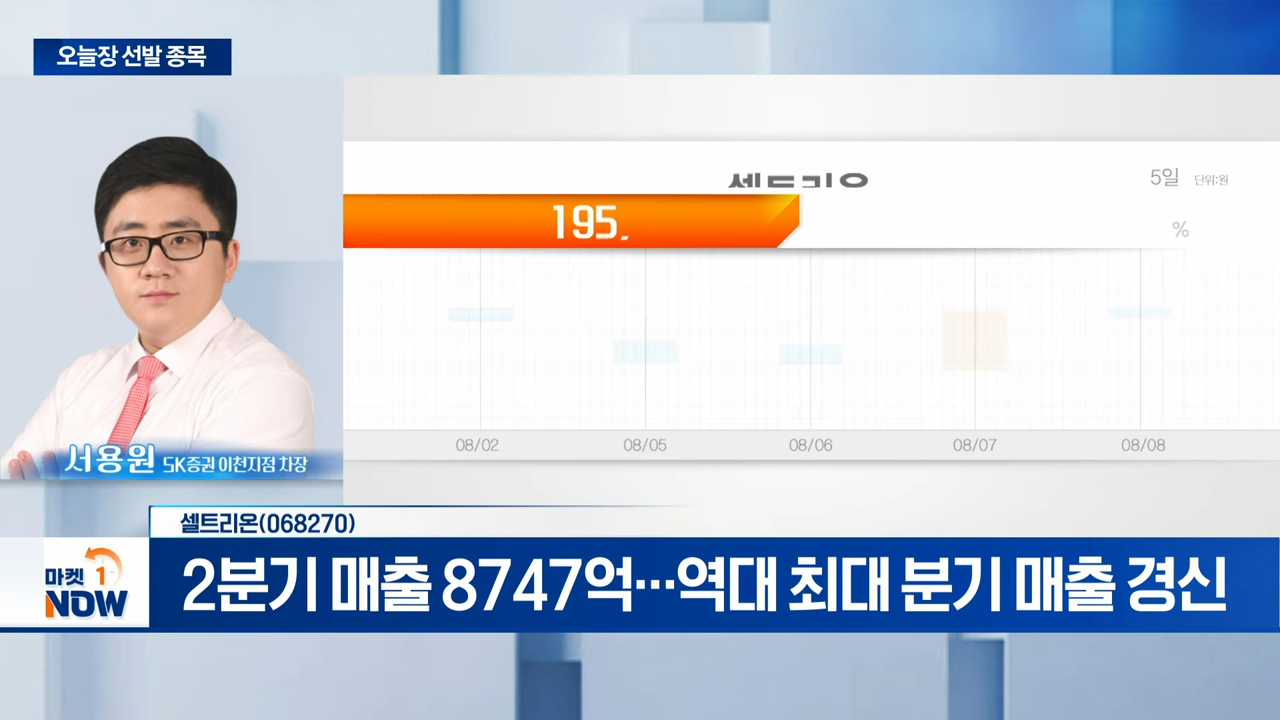 오늘장 선발 종목
5일 단위:원
195
%
08/02 08/05 08/06 08/07 08/08
서용원 SK증권 이천지점 차장
셀트리온(068270)
마켓 1
NOW
2분기 매출 8747억···역대 최대 분기 매출 경신